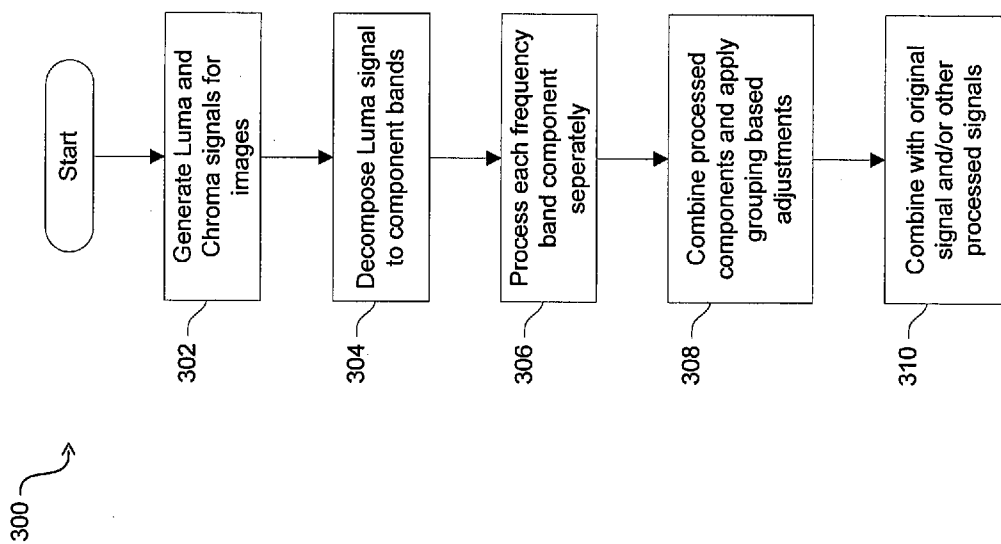 300
Start
Generate Luma and
Chroma signals for
images
302
Decompose Luma signal
to component bands
304
Process each frequency
band component
seperately
306
Combine processed
components and apply
grouping based
adjustments
308
Combine with original
signal and/or other
processed signals
310